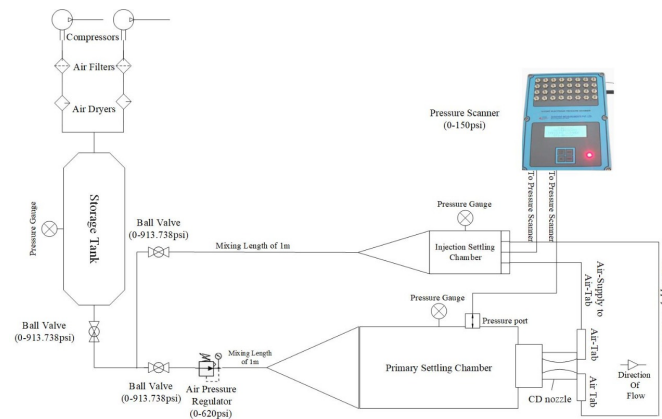 Compressors
Air Filters
Air Dryers
Pressure Scanner
(0-150psi)
To Pressure Scanner
To Pressure Scanner
Pressure Gauge
Storage
Tank
Ball Valve
(0-913.738psi)
Mixing Length of 1m
Pressure Gauge
Injection Settling
Chamber
Air-Supply to
Air-Tab
Ball Valve
(0-913.738psi)
Pressure Gauge
Pressure port
Mixing Length
of 1m
Primary Settling Chamber
Air-Tab
Air Tab
Ball Valve
(0-913.738psi)
Air Pressure
Regulator
(0-620psi)
CD nozzle
Direction
Of
Flow